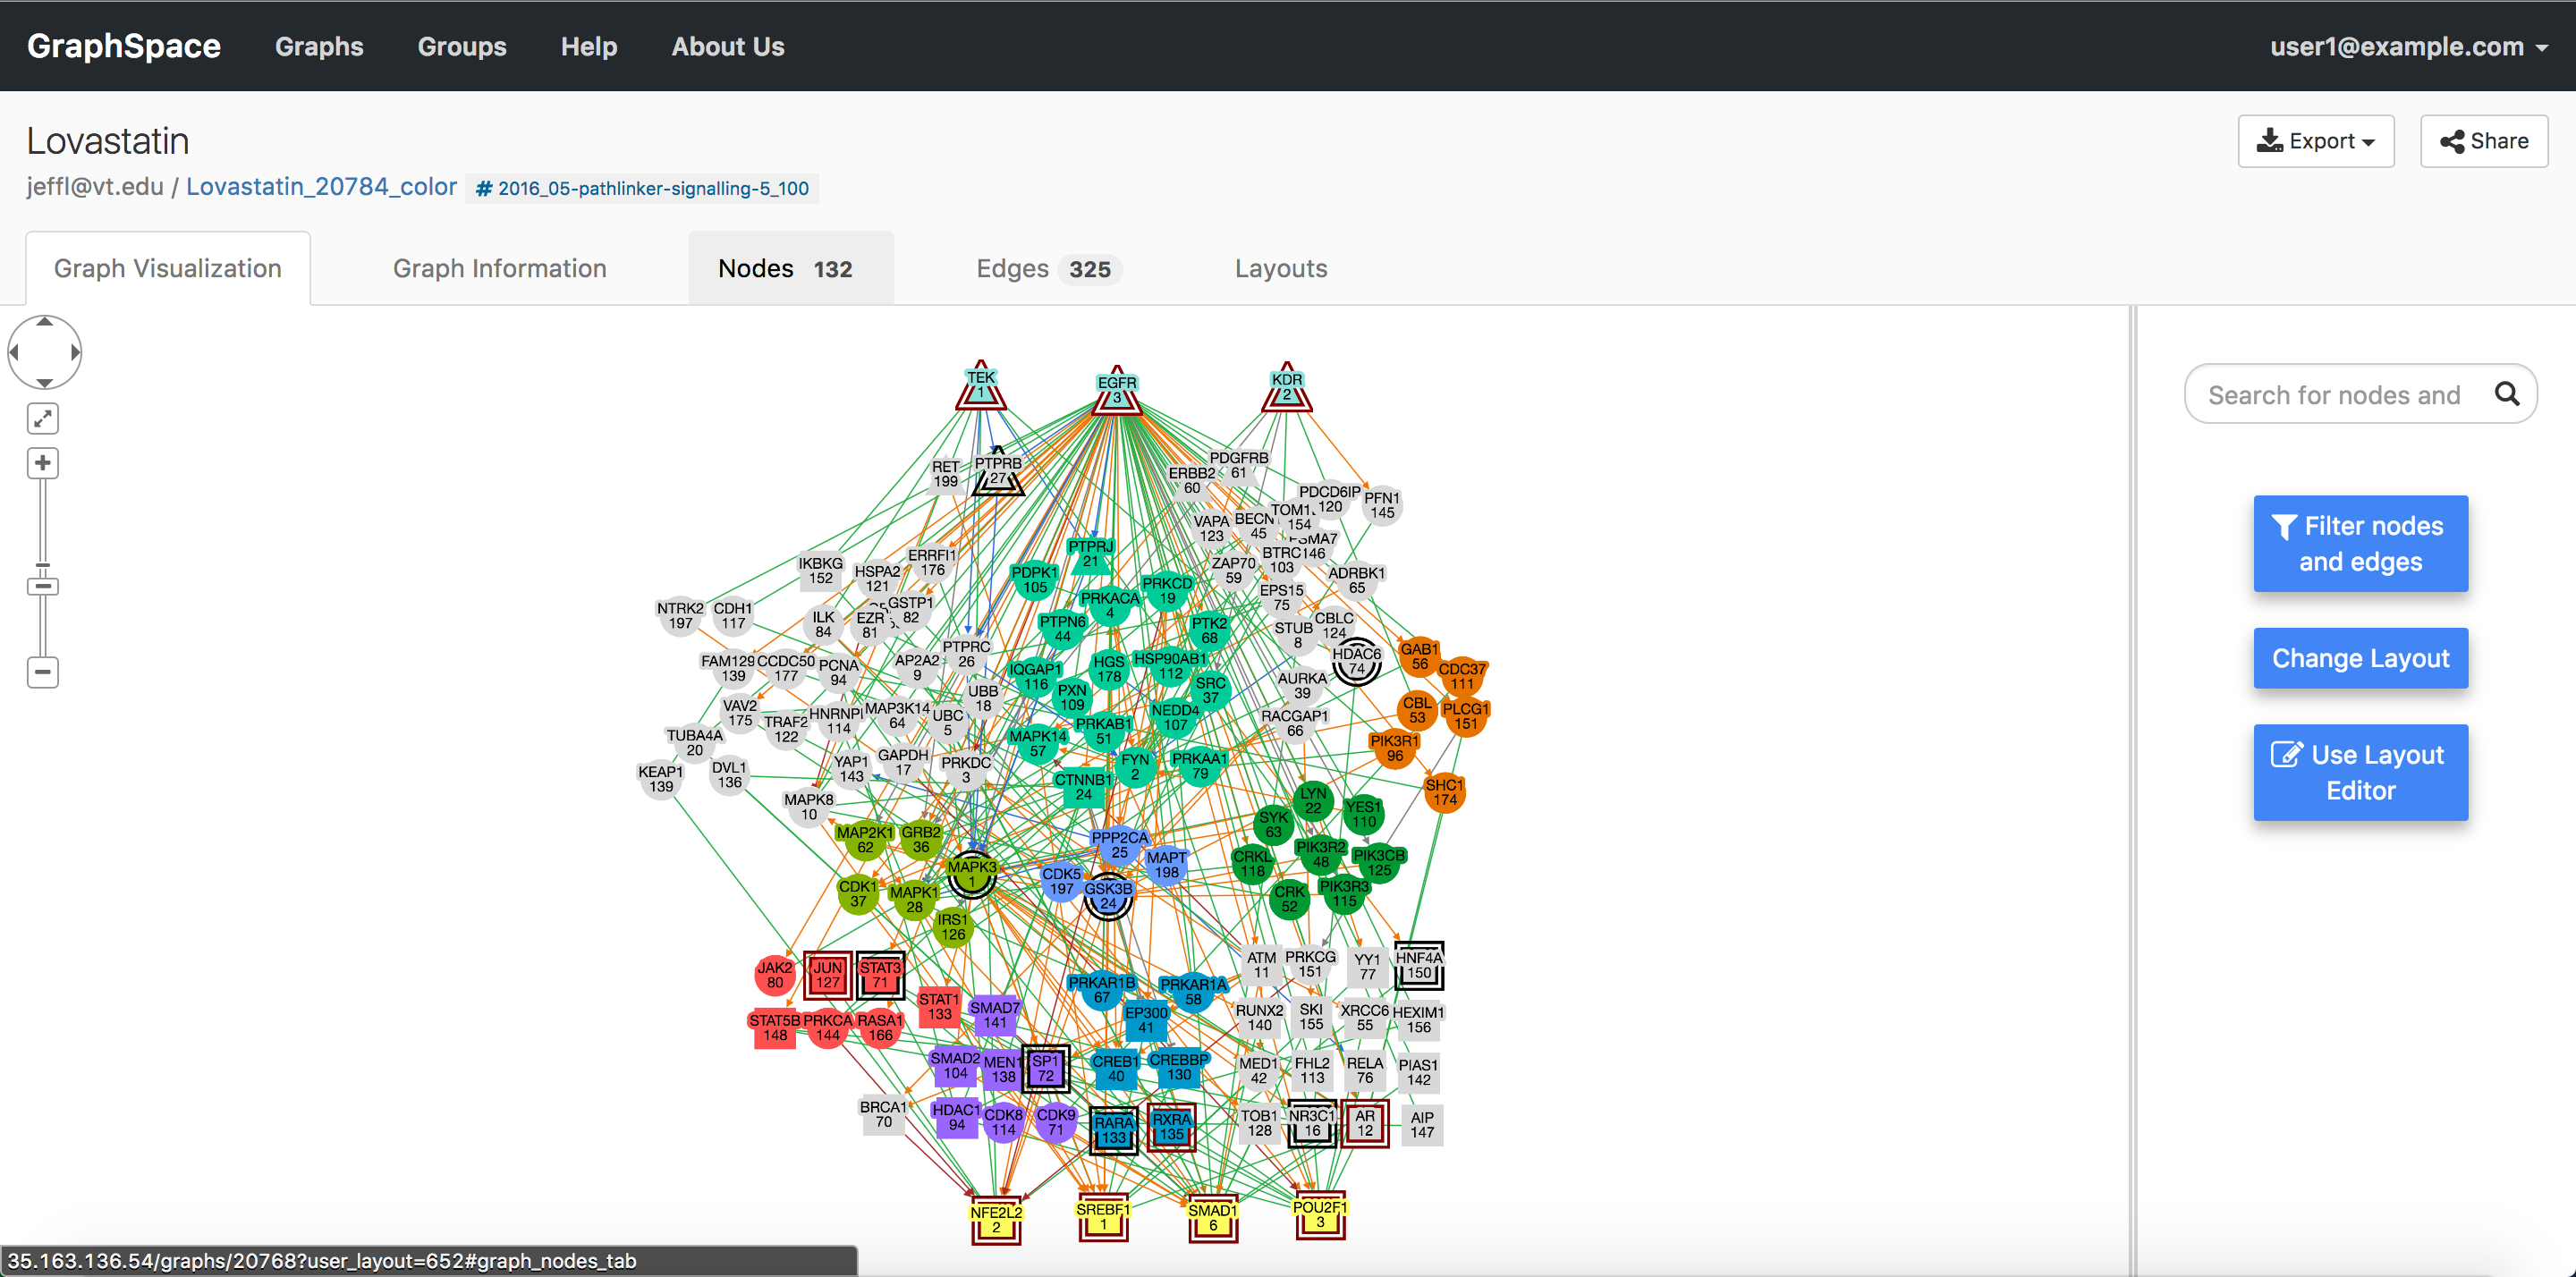 GraphSpace Graphs Groups Help About Us user1@example.com
Lovastatin
Export Share
jeffl@vt.edu / Lovastatin_20784_color # 2016_05-pathlinker-signalling-5_100
Graph Visualization Graph Information Nodes 132 Edges 325 Layouts
Search for nodes and
Filter nodes
and edges
Change Layout
Use Layout
Editor
TEK
1
EGFR
3
KDR
2
RET
199
PTPRB
27
ERBB2
60
PDGFRB
61
PDCD6IP
120
PFN1
145
VAPA
123
BECN
45
TOM1
154
PSMA7
146
BTRC
103
ZAP70
59
ADRBK1
65
EPS15
75
IKBKG
152
HSPA2
121
ERRFI1
176
PTPRJ
21
PDPK1
105
PRKCD
19
PRKACA
4
NTRK2
197
CDH1
117
ILK
84
EZR
81
GSTP1
82
PTPN6
44
PTK2
68
STUB
8
CBLC
124
HDAC6
74
GAB1
56
CDC37
111
FAM129
139
CCDC50
177
PCNA
94
AP2A2
9
PTPRC
26
IQGAP1
116
HGS
178
HSP90AB1
112
SRC
37
AURKA
39
UBB
18
PXN
109
NEDD4
107
CBL
53
PLCG1
151
VAV2
175
TRAF2
122
HNRNPI
114
MAP3K14
64
UBC
5
PRKAB1
51
RACGAP1
66
TUBA4A
20
MAPK14
57
PIK3R1
96
KEAP1
139
DVL1
136
YAP1
143
GAPDH
17
PRKDC
3
FYN
2
PRKAA1
79
CTNNB1
24
SHC1
174
MAPK8
10
LYN
22
YES1
110
SYK
63
MAP2K1
62
GRB2
36
PPP2CA
25
MAPT
198
CRKL
118
PIK3R2
48
PIK3CB
125
MAPK3
1
CDK5
197
GSK3B
24
CDK1
37
MAPK1
28
CRK
52
PIK3R3
115
IRS1
126
JAK2
80
JUN
127
STAT3
71
ATM
11
PRKCG
151
YY1
77
HNF4A
150
PRKAR1B
67
PRKAR1A
58
STAT1
133
SMAD7
141
EP300
41
RUNX2
140
SKI
155
XRCC6
55
HEXIM1
156
STAT5B
148
PRKCA
144
RASA1
166
SMAD2
104
MEN1
138
SP1
72
CREB1
40
CREBBP
130
MED1
42
FHL2
113
RELA
76
PIAS1
142
BRCA1
70
HDAC1
94
CDK8
114
CDK9
71
RARA
133
RXRA
135
TOB1
128
NR3C1
16
AR
12
AIP
147
NFE2L2
2
SREBF1
1
SMAD1
6
POU2F1
3
35.163.136.54/graphs/20768?user_layout=652#graph_nodes_tab